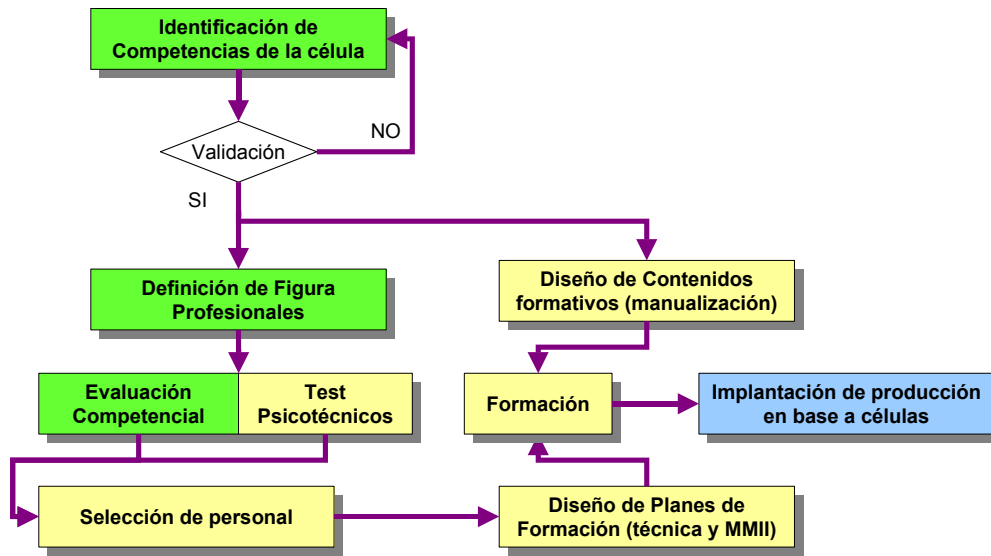 Identificación de
Competencias de la célula
NO
Validación
SI
Definición de Figura
Profesionales
Diseño de Contenidos
formativos (manualización)
Evaluación
Competencial
Test
Psicotécnicos
Formación
Implantación de producción
en base a células
Selección de personal
Diseño de Planes de
Formación (técnica y MMII)